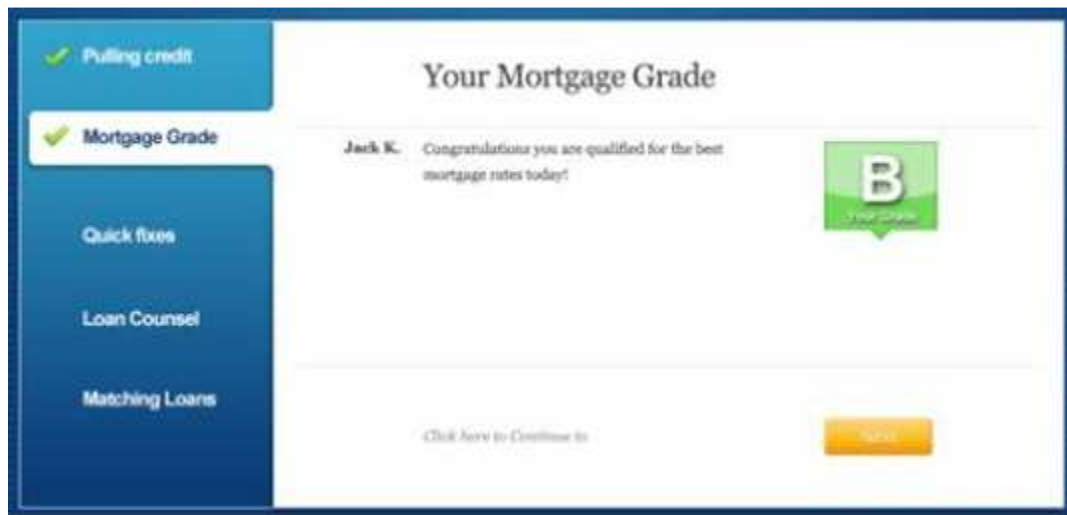 Pulling credit
Your Mortgage Grade
Mortgage Grade
Jack K.
Congratulations you are qualified for the best
mortgage rates today!
B
Your Grade
Quick fixes
Loan Counsel
Matching Loans
Click here to Continue to